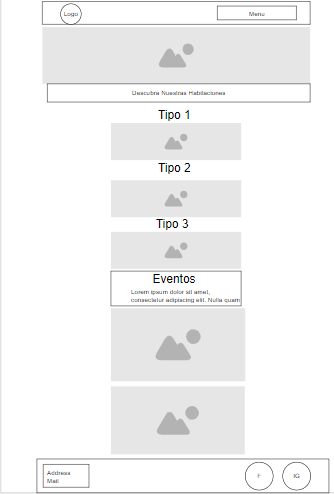 Logo
Menu
Descubra Nuestras Habitaciones
Tipo 1
Tipo 2
Tipo 3
Eventos
Lorem ipsum dolor sit amet,
consectetur adipiscing elit. Nulla quam
Address
Mail
F
IG